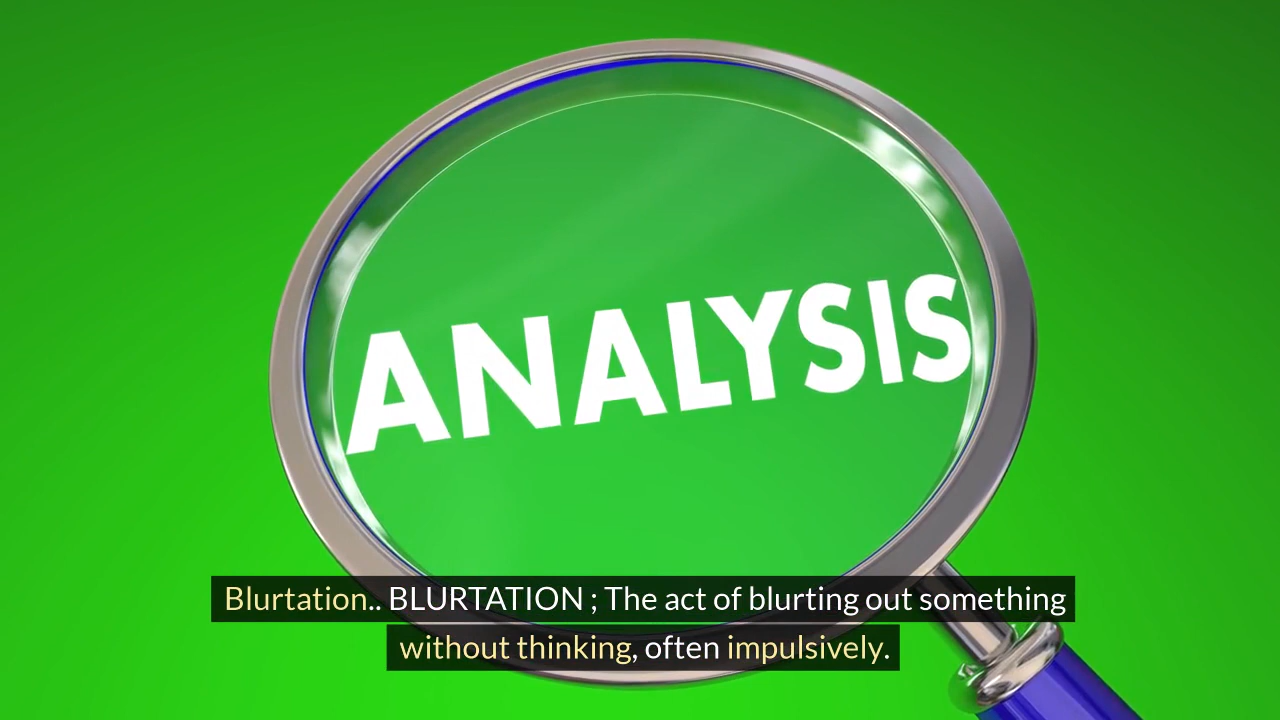 ANALYSIS
Blurtation.. BLURTATION ; The act of blurting out something
without thinking, often impulsively.